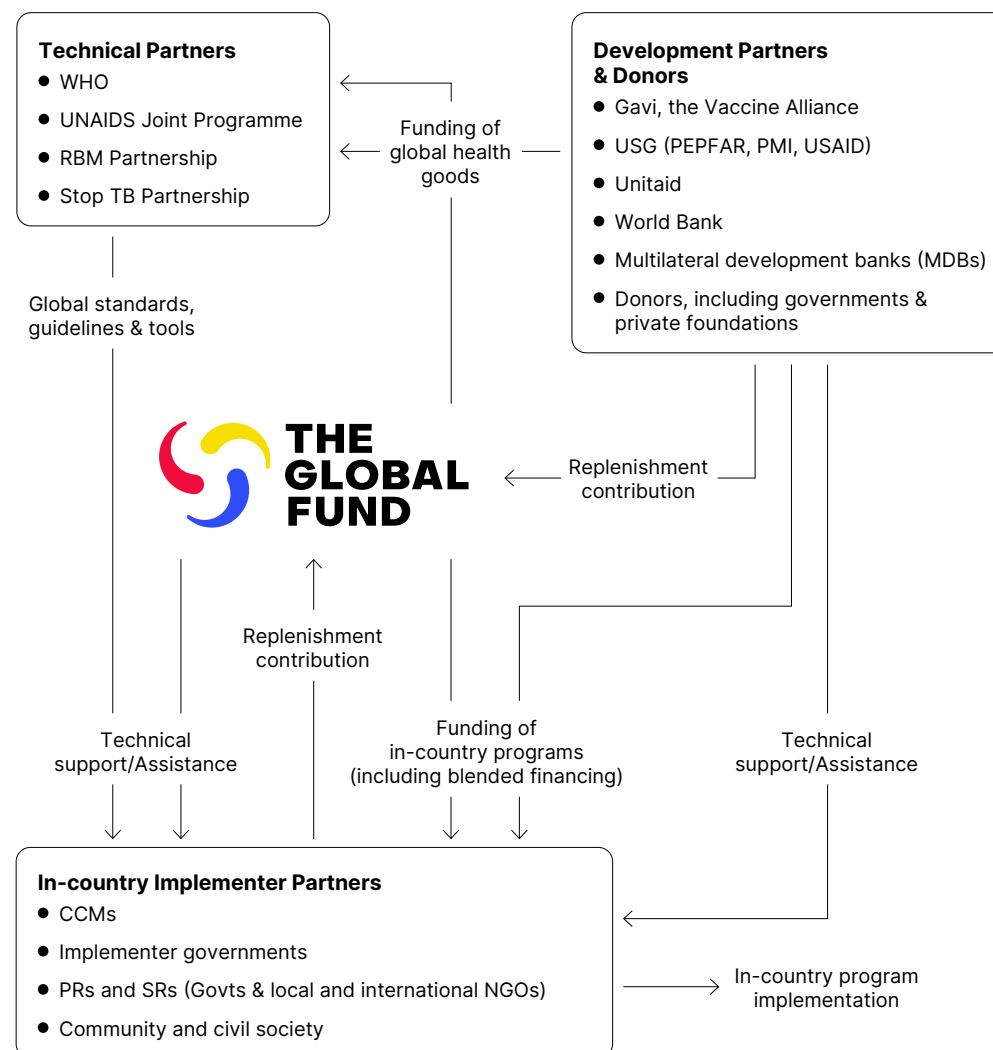 Technical Partners
● WHO
● UNAIDS Joint Programme
● RBM Partnership
● Stop TB Partnership
Development Partners
& Donors
● Gavi, the Vaccine Alliance
● USG (PEPFAR, PMI, USAID)
● Unitaid
● World Bank
● Multilateral development banks (MDBs)
● Donors, including governments &
private foundations
Funding of
global health
goods
Global standards,
guidelines & tools
THE
GLOBAL
FUND
Replenishment
contribution
Replenishment
contribution
Technical
support/Assistance
Funding of
in-country programs
(including blended financing)
Technical
support/Assistance
In-country Implementer Partners
● CCMs
● Implementer governments
● PRs and SRs (Govts & local and international NGOs)
● Community and civil society
In-country program
implementation